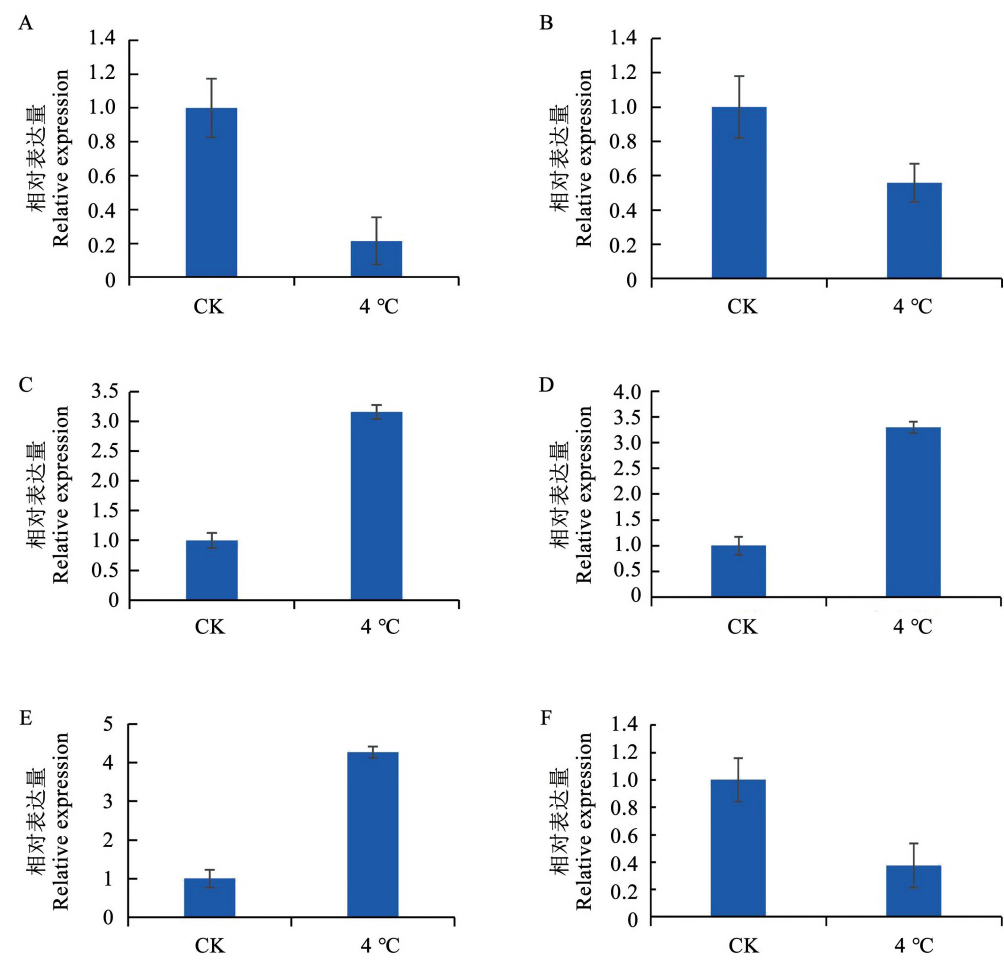 A
相对表达量
Relative expression
1.4
1.2
1.0
0.8
0.6
0.4
0.2
0
CK
4 ℃
B
相对表达量
Relative expression
1.4
1.2
1.0
0.8
0.6
0.4
0.2
0
CK
4 ℃
C
相对表达量
Relative expression
3.5
3.0
2.5
2.0
1.5
1.0
0.5
0
CK
4 ℃
D
相对表达量
Relative expression
4.0
3.5
3.0
2.5
2.0
1.5
1.0
0.5
0
CK
4 ℃
E
相对表达量
Relative expression
5
4
3
2
1
0
CK
4 ℃
F
相对表达量
Relative expression
1.4
1.2
1.0
0.8
0.6
0.4
0.2
0
CK
4 ℃